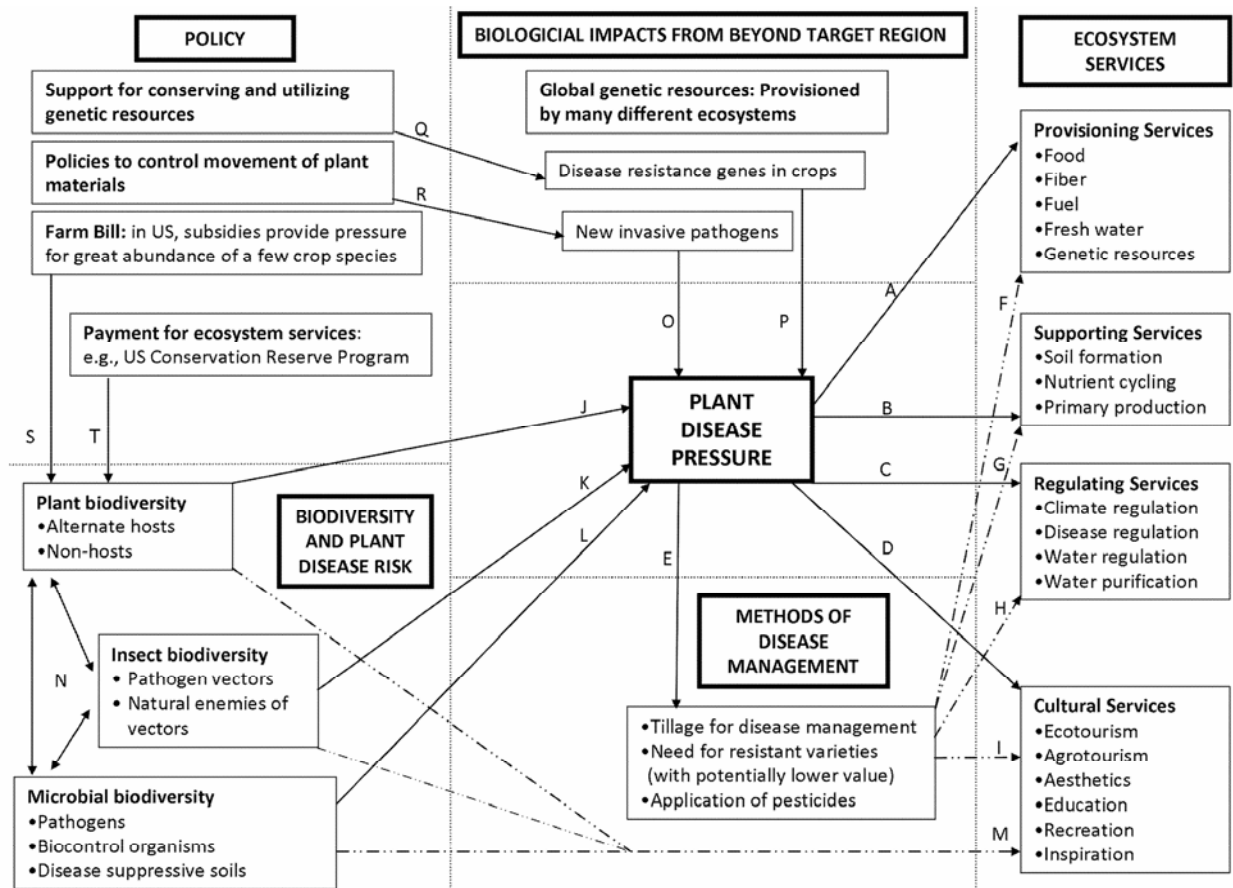 POLICY
BIOLOGICIAL IMPACTS FROM BEYOND TARGET REGION
ECOSYSTEM
SERVICES
Support for conserving and utilizing
genetic resources
Policies to control movement of plant
materials
Farm Bill: in US, subsidies provide pressure
for great abundance of a few crop species
Payment for ecosystem services:
e.g., US Conservation Reserve Program
Q
R
S
T
Global genetic resources: Provisioned
by many different ecosystems
Disease resistance genes in crops
New invasive pathogens
O
P
PLANT
DISEASE
PRESSURE
A
B
C
D
E
F
G
H
I
J
K
L
M
N
Plant biodiversity
•Alternate hosts
•Non-hosts
BIODIVERSITY
AND PLANT
DISEASE RISK
Insect biodiversity
• Pathogen vectors
• Natural enemies of
vectors
Microbial biodiversity
•Pathogens
•Biocontrol organisms
•Disease suppressive soils
METHODS OF
DISEASE
MANAGEMENT
•Tillage for disease management
•Need for resistant varieties
(with potentially lower value)
•Application of pesticides
Provisioning Services
•Food
•Fiber
•Fuel
•Fresh water
•Genetic resources
Supporting Services
•Soil formation
•Nutrient cycling
•Primary production
Regulating Services
•Climate regulation
•Disease regulation
•Water regulation
•Water purification
Cultural Services
•Ecotourism
•Agrotourism
•Aesthetics
•Education
•Recreation
•Inspiration